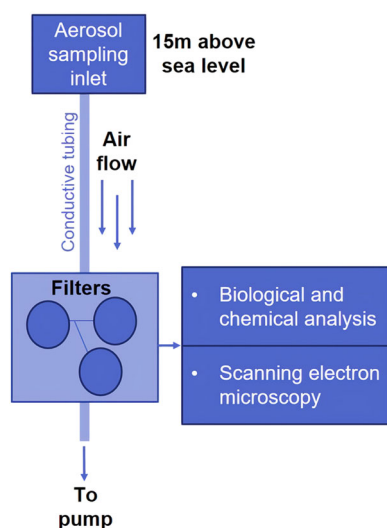 Aerosol
sampling
inlet
15m above
sea level
Conductive tubing
Air
flow
Filters
• Biological and
chemical analysis
• Scanning electron
microscopy
To
pump